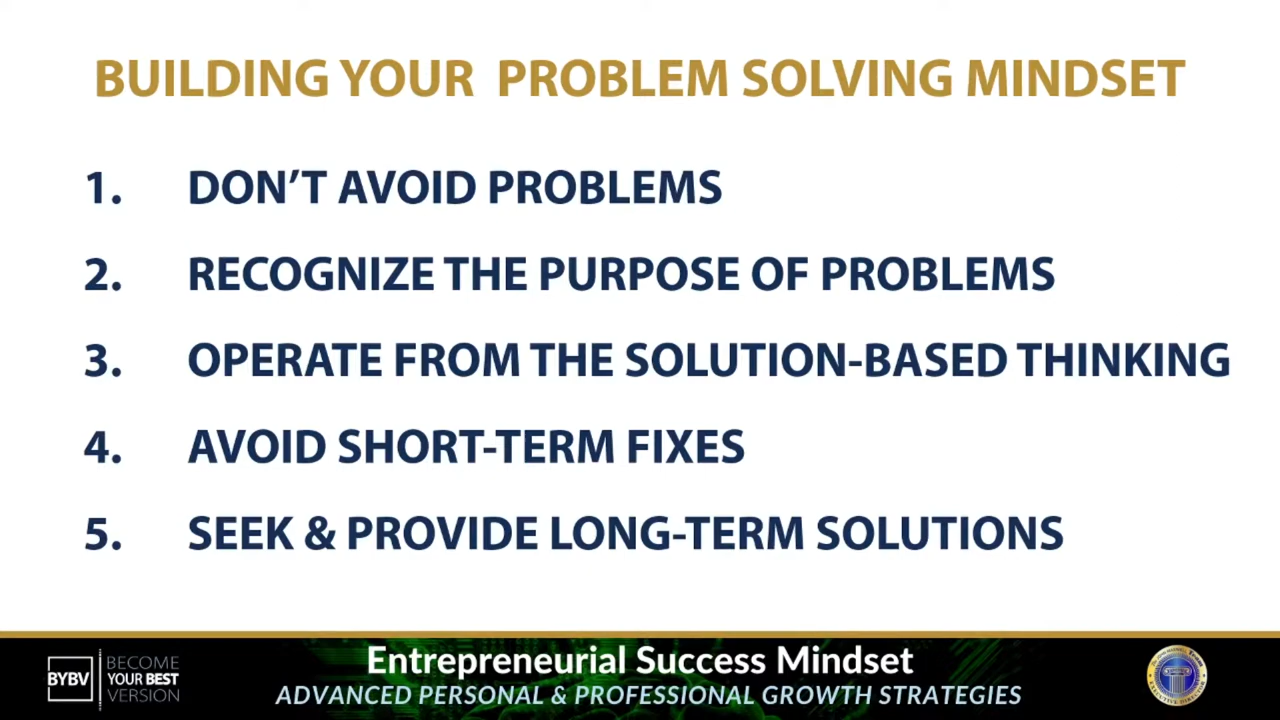 BUILDING YOUR PROBLEM SOLVING MINDSET
1. DON'T AVOID PROBLEMS
2. RECOGNIZE THE PURPOSE OF PROBLEMS
3. OPERATE FROM THE SOLUTION-BASED THINKING
4. AVOID SHORT-TERM FIXES
5. SEEK & PROVIDE LONG-TERM SOLUTIONS
Entrepreneurial Success Mindset
ADVANCED PERSONAL & PROFESSIONAL GROWTH STRATEGIES
BYBV
BECOME
YOUR BEST
VERSION